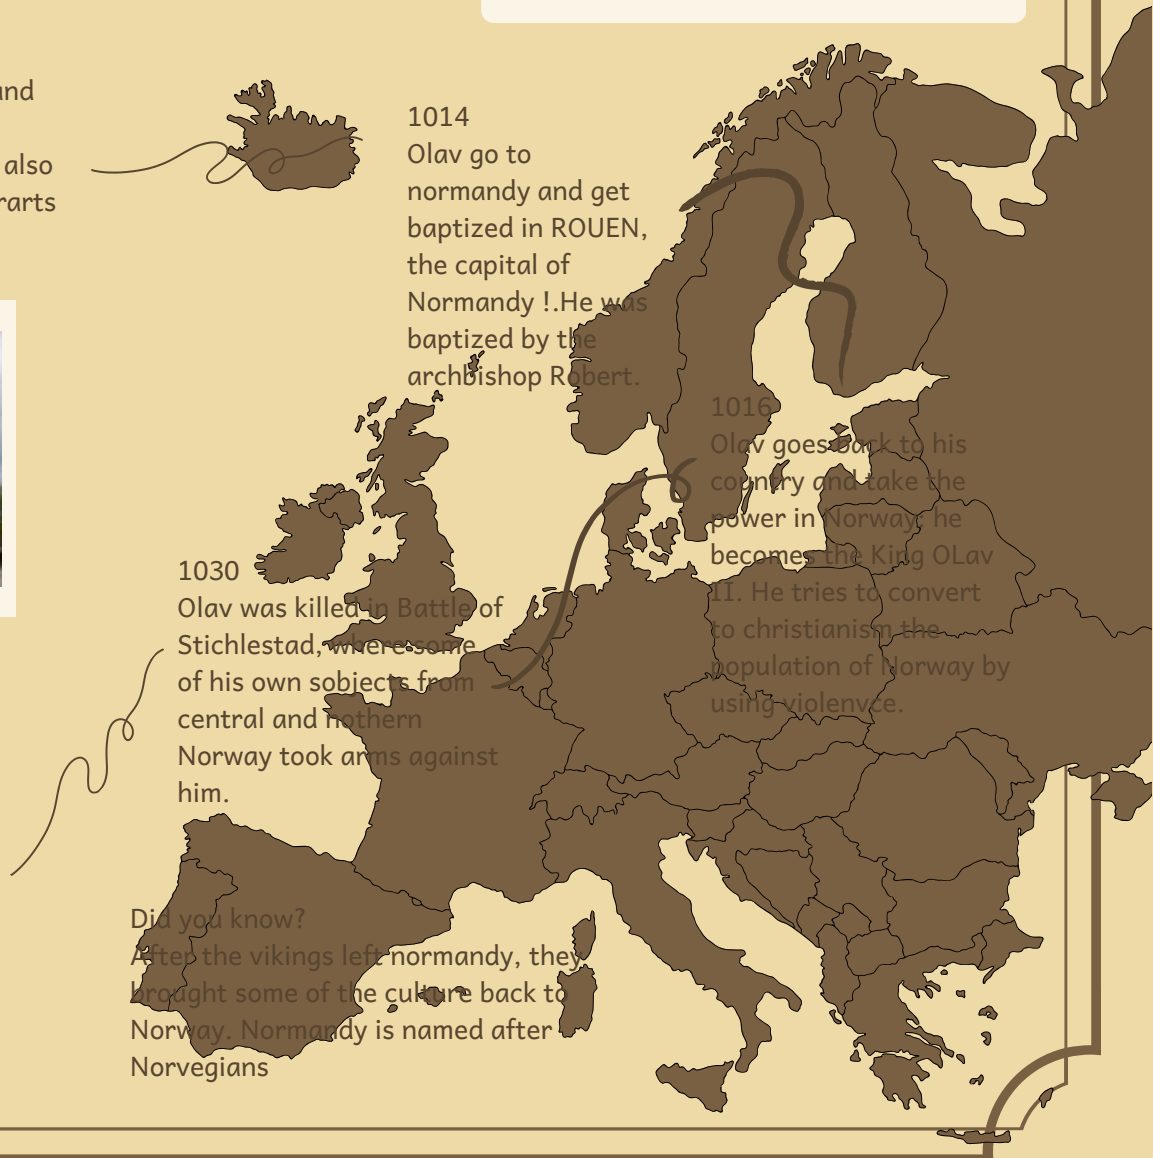 and
also
rarts
1014
Olav go to
normandy and get
baptized in ROUEN,
the capital of
Normandy !.He was
baptized by the
archbishop Robert.
1016
Olav goes back to his
country and take the
power in Norway: he
becomes the King OLav
II. He tries to convert
to christianism the
population of Norway by
using violenvce.
1030
Olav was killed in Battle of
Stichlestad, where some
of his own sobjects from
central and nothern
Norway took arms against
him.
Did you know?
After the vikings left normandy, they
brought some of the culture back to
Norway. Normandy is named after
Norvegians